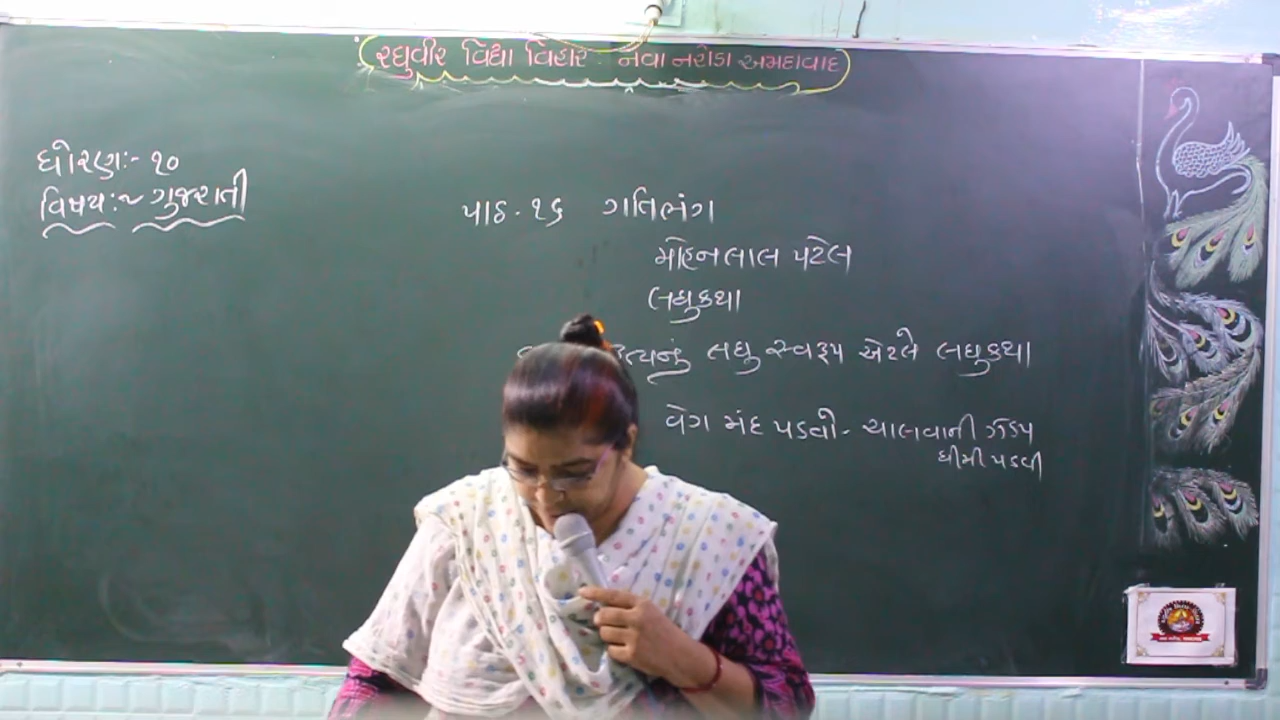 રઘુવીર વિદ્યા વિહાર નવા નરોડા અમદાવાદ
ધોરણ:- ૧૦
વિષય:~ ગુજરાતી
પાઠ. ૧૬ ગતિભંગ
મોહનલાલ પટેલ
લઘુકથા
લઘુ સ્વરૂપ એટલે લઘુકથા
વેગ મંદ પડવો - ચાલવાની ઝડપ
ધીમી પડવી